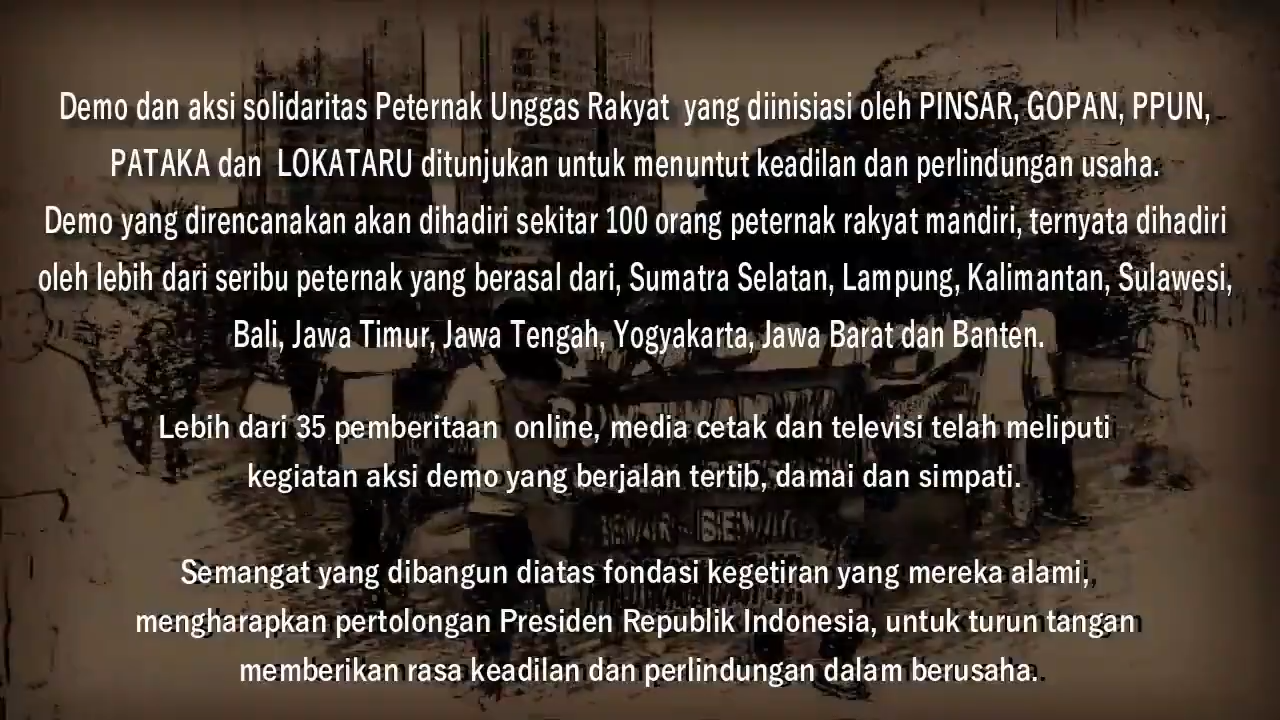 Demo dan aksi solidaritas Peternak Unggas Rakyat yang diinisiasi oleh PINSAR, GOPAN, PPUN,
PATAKA dan LOKATARU ditunjukan untuk menuntut keadilan dan perlindungan usaha.
Demo yang direncanakan akan dihadiri sekitar 100 orang peternak rakyat mandiri, ternyata dihadiri
oleh lebih dari seribu peternak yang berasal dari, Sumatra Selatan, Lampung, Kalimantan, Sulawesi,
Bali, Jawa Timur, Jawa Tengah, Yogyakarta, Jawa Barat dan Banten.
Lebih dari 35 pemberitaan online, media cetak dan televisi telah meliputi
kegiatan aksi demo yang berjalan tertib, damai dan simpati.
Semangat yang dibangun diatas fondasi kegetiran yang mereka alami,
mengharapkan pertolongan Presiden Republik Indonesia, untuk turun tangan
memberikan rasa keadilan dan perlindungan dalam berusaha.